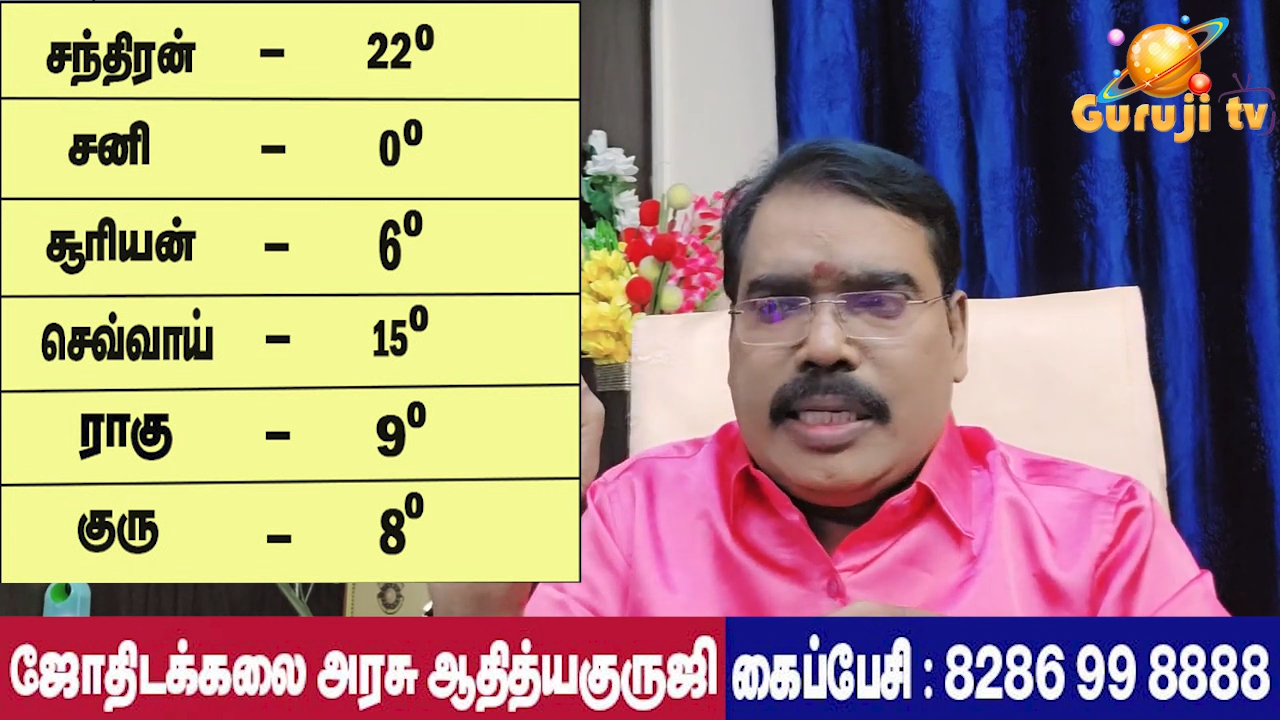 சந்திரன் - 22⁰
சனி - 0⁰
சூரியன் - 6⁰
செவ்வாய் - 15⁰
ராகு - 9⁰
குரு - 8⁰
Guruji tv
ஜோதிடக்கலை அரசு ஆதித்யகுருஜி கைப்பேசி : 8286 99 8888